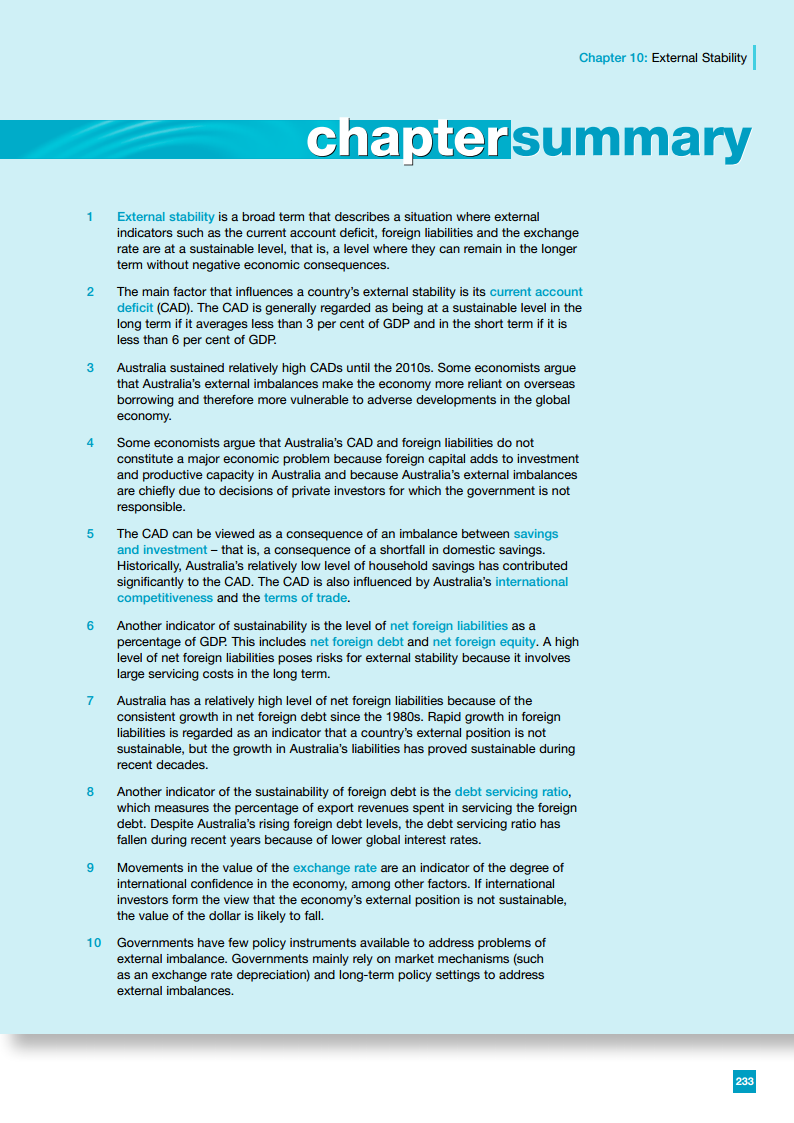 Chapter 10: External Stability
chaptersummary
1 External stability is a broad term that describes a situation where external
indicators such as the current account deficit, foreign liabilities and the exchange
rate are at a sustainable level, that is, a level where they can remain in the longer
term without negative economic consequences.
2 The main factor that influences a country’s external stability is its current account
deficit (CAD). The CAD is generally regarded as being at a sustainable level in the
long term if it averages less than 3 per cent of GDP and in the short term if it is
less than 6 per cent of GDP.
3 Australia sustained relatively high CADs until the 2010s. Some economists argue
that Australia’s external imbalances make the economy more reliant on overseas
borrowing and therefore more vulnerable to adverse developments in the global
economy.
4 Some economists argue that Australia’s CAD and foreign liabilities do not
constitute a major economic problem because foreign capital adds to investment
and productive capacity in Australia and because Australia’s external imbalances
are chiefly due to decisions of private investors for which the government is not
responsible.
5 The CAD can be viewed as a consequence of an imbalance between savings
and investment – that is, a consequence of a shortfall in domestic savings.
Historically, Australia’s relatively low level of household savings has contributed
significantly to the CAD. The CAD is also influenced by Australia’s international
competitiveness and the terms of trade.
6 Another indicator of sustainability is the level of net foreign liabilities as a
percentage of GDP. This includes net foreign debt and net foreign equity. A high
level of net foreign liabilities poses risks for external stability because it involves
large servicing costs in the long term.
7 Australia has a relatively high level of net foreign liabilities because of the
consistent growth in net foreign debt since the 1980s. Rapid growth in foreign
liabilities is regarded as an indicator that a country’s external position is not
sustainable, but the growth in Australia’s liabilities has proved sustainable during
recent decades.
8 Another indicator of the sustainability of foreign debt is the debt servicing ratio,
which measures the percentage of export revenues spent in servicing the foreign
debt. Despite Australia’s rising foreign debt levels, the debt servicing ratio has
fallen during recent years because of lower global interest rates.
9 Movements in the value of the exchange rate are an indicator of the degree of
international confidence in the economy, among other factors. If international
investors form the view that the economy’s external position is not sustainable,
the value of the dollar is likely to fall.
10 Governments have few policy instruments available to address problems of
external imbalance. Governments mainly rely on market mechanisms (such
as an exchange rate depreciation) and long-term policy settings to address
external imbalances.
233